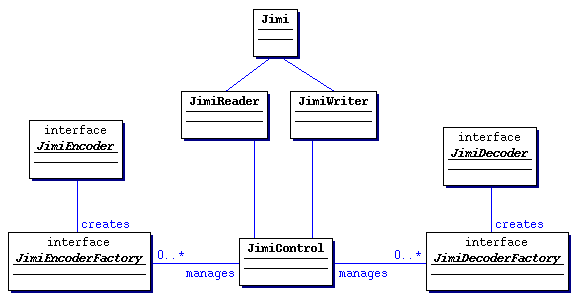 Jimi
JimiReader
JimiWriter
interface
JimiEncoder
interface
JimiDecoder
creates
creates
interface
JimiEncoderFactory
0..*
manages
JimiControl
0..*
manages
interface
JimiDecoderFactory